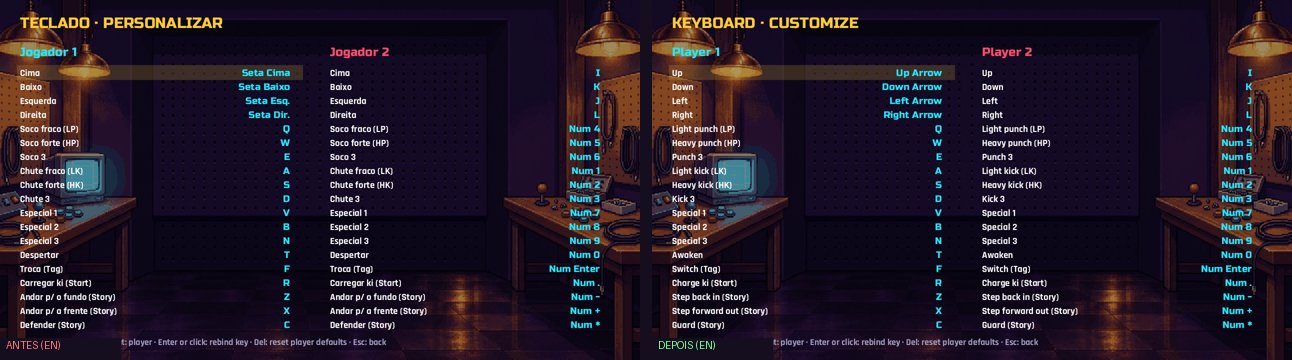 TECLADO · PERSONALIZAR
Jogador 1
Jogador 2
Cima Seta Cima Cima I
Baixo Seta Baixo Baixo K
Esquerda Seta Esq. Esquerda J
Direita Seta Dir. Direita L
Soco fraco (LP) Q Soco fraco (LP) Num 4
Soco forte (HP) W Soco forte (HP) Num 5
Soco 3 E Soco 3 Num 6
Chute fraco (LK) A Chute fraco (LK) Num 1
Chute forte (HK) S Chute forte (HK) Num 2
Chute 3 D Chute 3 Num 3
Especial 1 V Especial 1 Num 7
Especial 2 B Especial 2 Num 8
Especial 3 N Especial 3 Num 9
Despertar T Despertar Num 0
Troca (Tag) F Troca (Tag) Num Enter
Carregar ki (Start) R Carregar ki (Start) Num .
Andar p/ o fundo (Story) Z Andar p/ o fundo (Story) Num -
Andar p/ a frente (Story) X Andar p/ a frente (Story) Num +
Defender (Story) C Defender (Story) Num *
ANTES (EN) t: player · Enter or click: rebind key · Del: reset player defaults · Esc: back
KEYBOARD · CUSTOMIZE
Player 1
Player 2
Up Up Arrow Up I
Down Down Arrow Down K
Left Left Arrow Left J
Right Right Arrow Right L
Light punch (LP) Q Light punch (LP) Num 4
Heavy punch (HP) W Heavy punch (HP) Num 5
Punch 3 E Punch 3 Num 6
Light kick (LK) A Light kick (LK) Num 1
Heavy kick (HK) S Heavy kick (HK) Num 2
Kick 3 D Kick 3 Num 3
Special 1 V Special 1 Num 7
Special 2 B Special 2 Num 8
Special 3 N Special 3 Num 9
Awaken T Awaken Num 0
Switch (Tag) F Switch (Tag) Num Enter
Charge ki (Start) R Charge ki (Start) Num .
Step back in (Story) Z Step back in (Story) Num -
Step forward out (Story) X Step forward out (Story) Num +
Guard (Story) C Guard (Story) Num *
DEPOIS (EN) t: player · Enter or click: rebind key · Del: reset player defaults · Esc: back